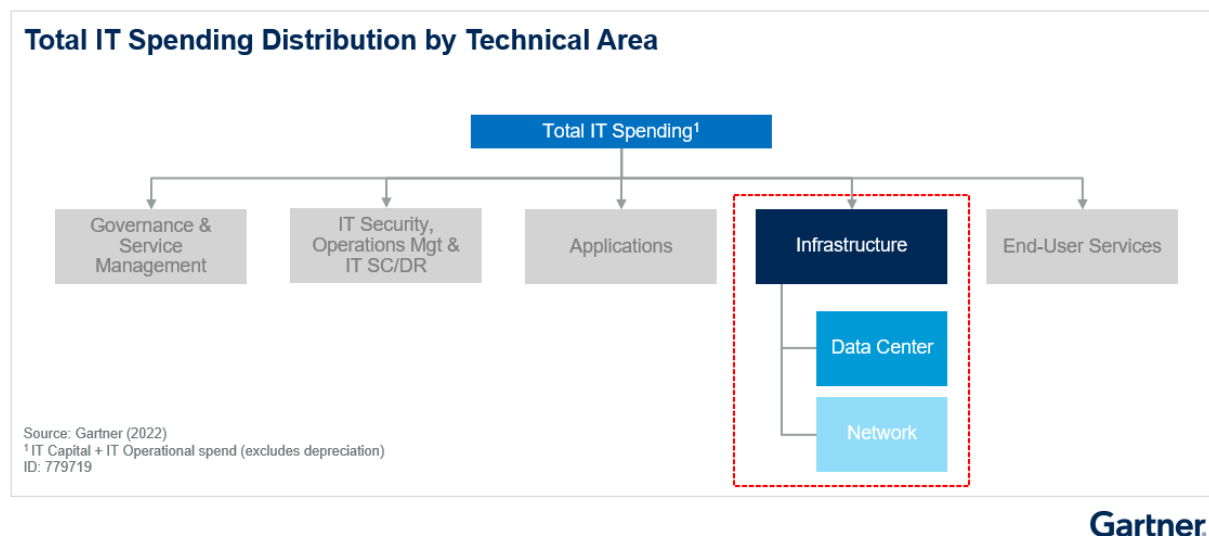 Total IT Spending Distribution by Technical Area
Total IT Spending¹
Governance &
Service
Management
IT Security,
Operations Mgt &
IT SC/DR
Applications
Infrastructure
End-User Services
Data Center
Network
Source: Gartner (2022)
¹ IT Capital + IT Operational spend (excludes depreciation)
ID: 779719
Gartner®